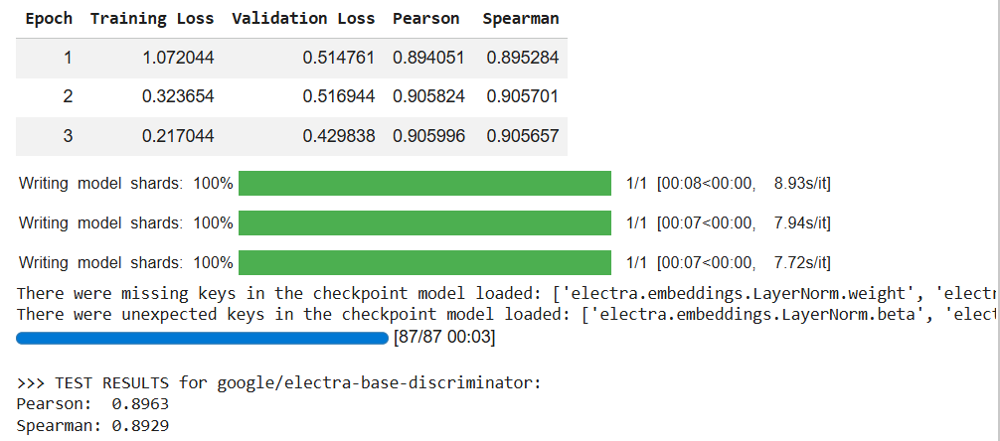 Epoch Training Loss Validation Loss Pearson Spearman
1 1.072044 0.514761 0.894051 0.895284
2 0.323654 0.516944 0.905824 0.905701
3 0.217044 0.429838 0.905996 0.905657
Writing model shards: 100% 1/1 [00:08<00:00, 8.93s/it]
Writing model shards: 100% 1/1 [00:07<00:00, 7.94s/it]
Writing model shards: 100% 1/1 [00:07<00:00, 7.72s/it]
There were missing keys in the checkpoint model loaded: ['electra.embeddings.LayerNorm.weight', 'elect
There were unexpected keys in the checkpoint model loaded: ['electra.embeddings.LayerNorm.beta', 'elect
[87/87 00:03]
>>> TEST RESULTS for google/electra-base-discriminator:
Pearson: 0.8963
Spearman: 0.8929